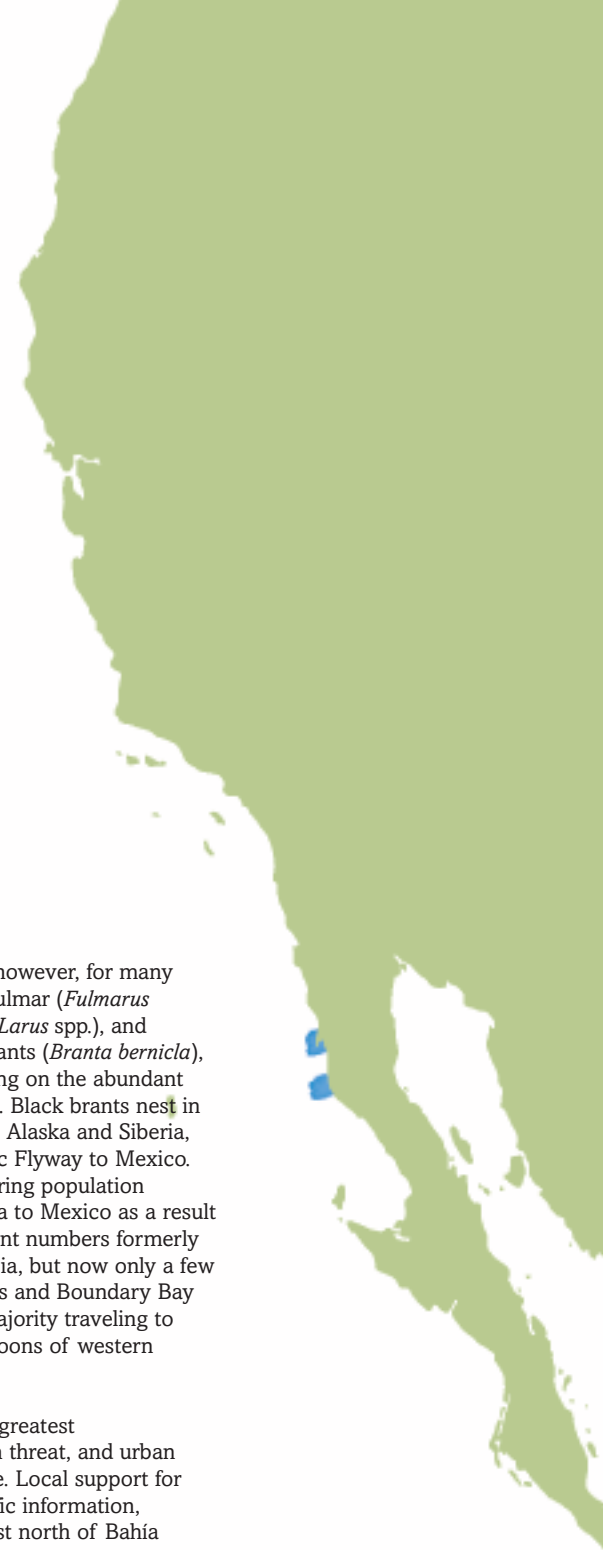 however, for many
ulmar (Fulmarus
Larus spp.), and
ants (Branta bernicla),
ng on the abundant
. Black brants nest in
Alaska and Siberia,
c Flyway to Mexico.
ring population
a to Mexico as a result
nt numbers formerly
ia, but now only a few
s and Boundary Bay
ajority traveling to
oons of western
greatest
n threat, and urban
e. Local support for
fic information,
st north of Bahía